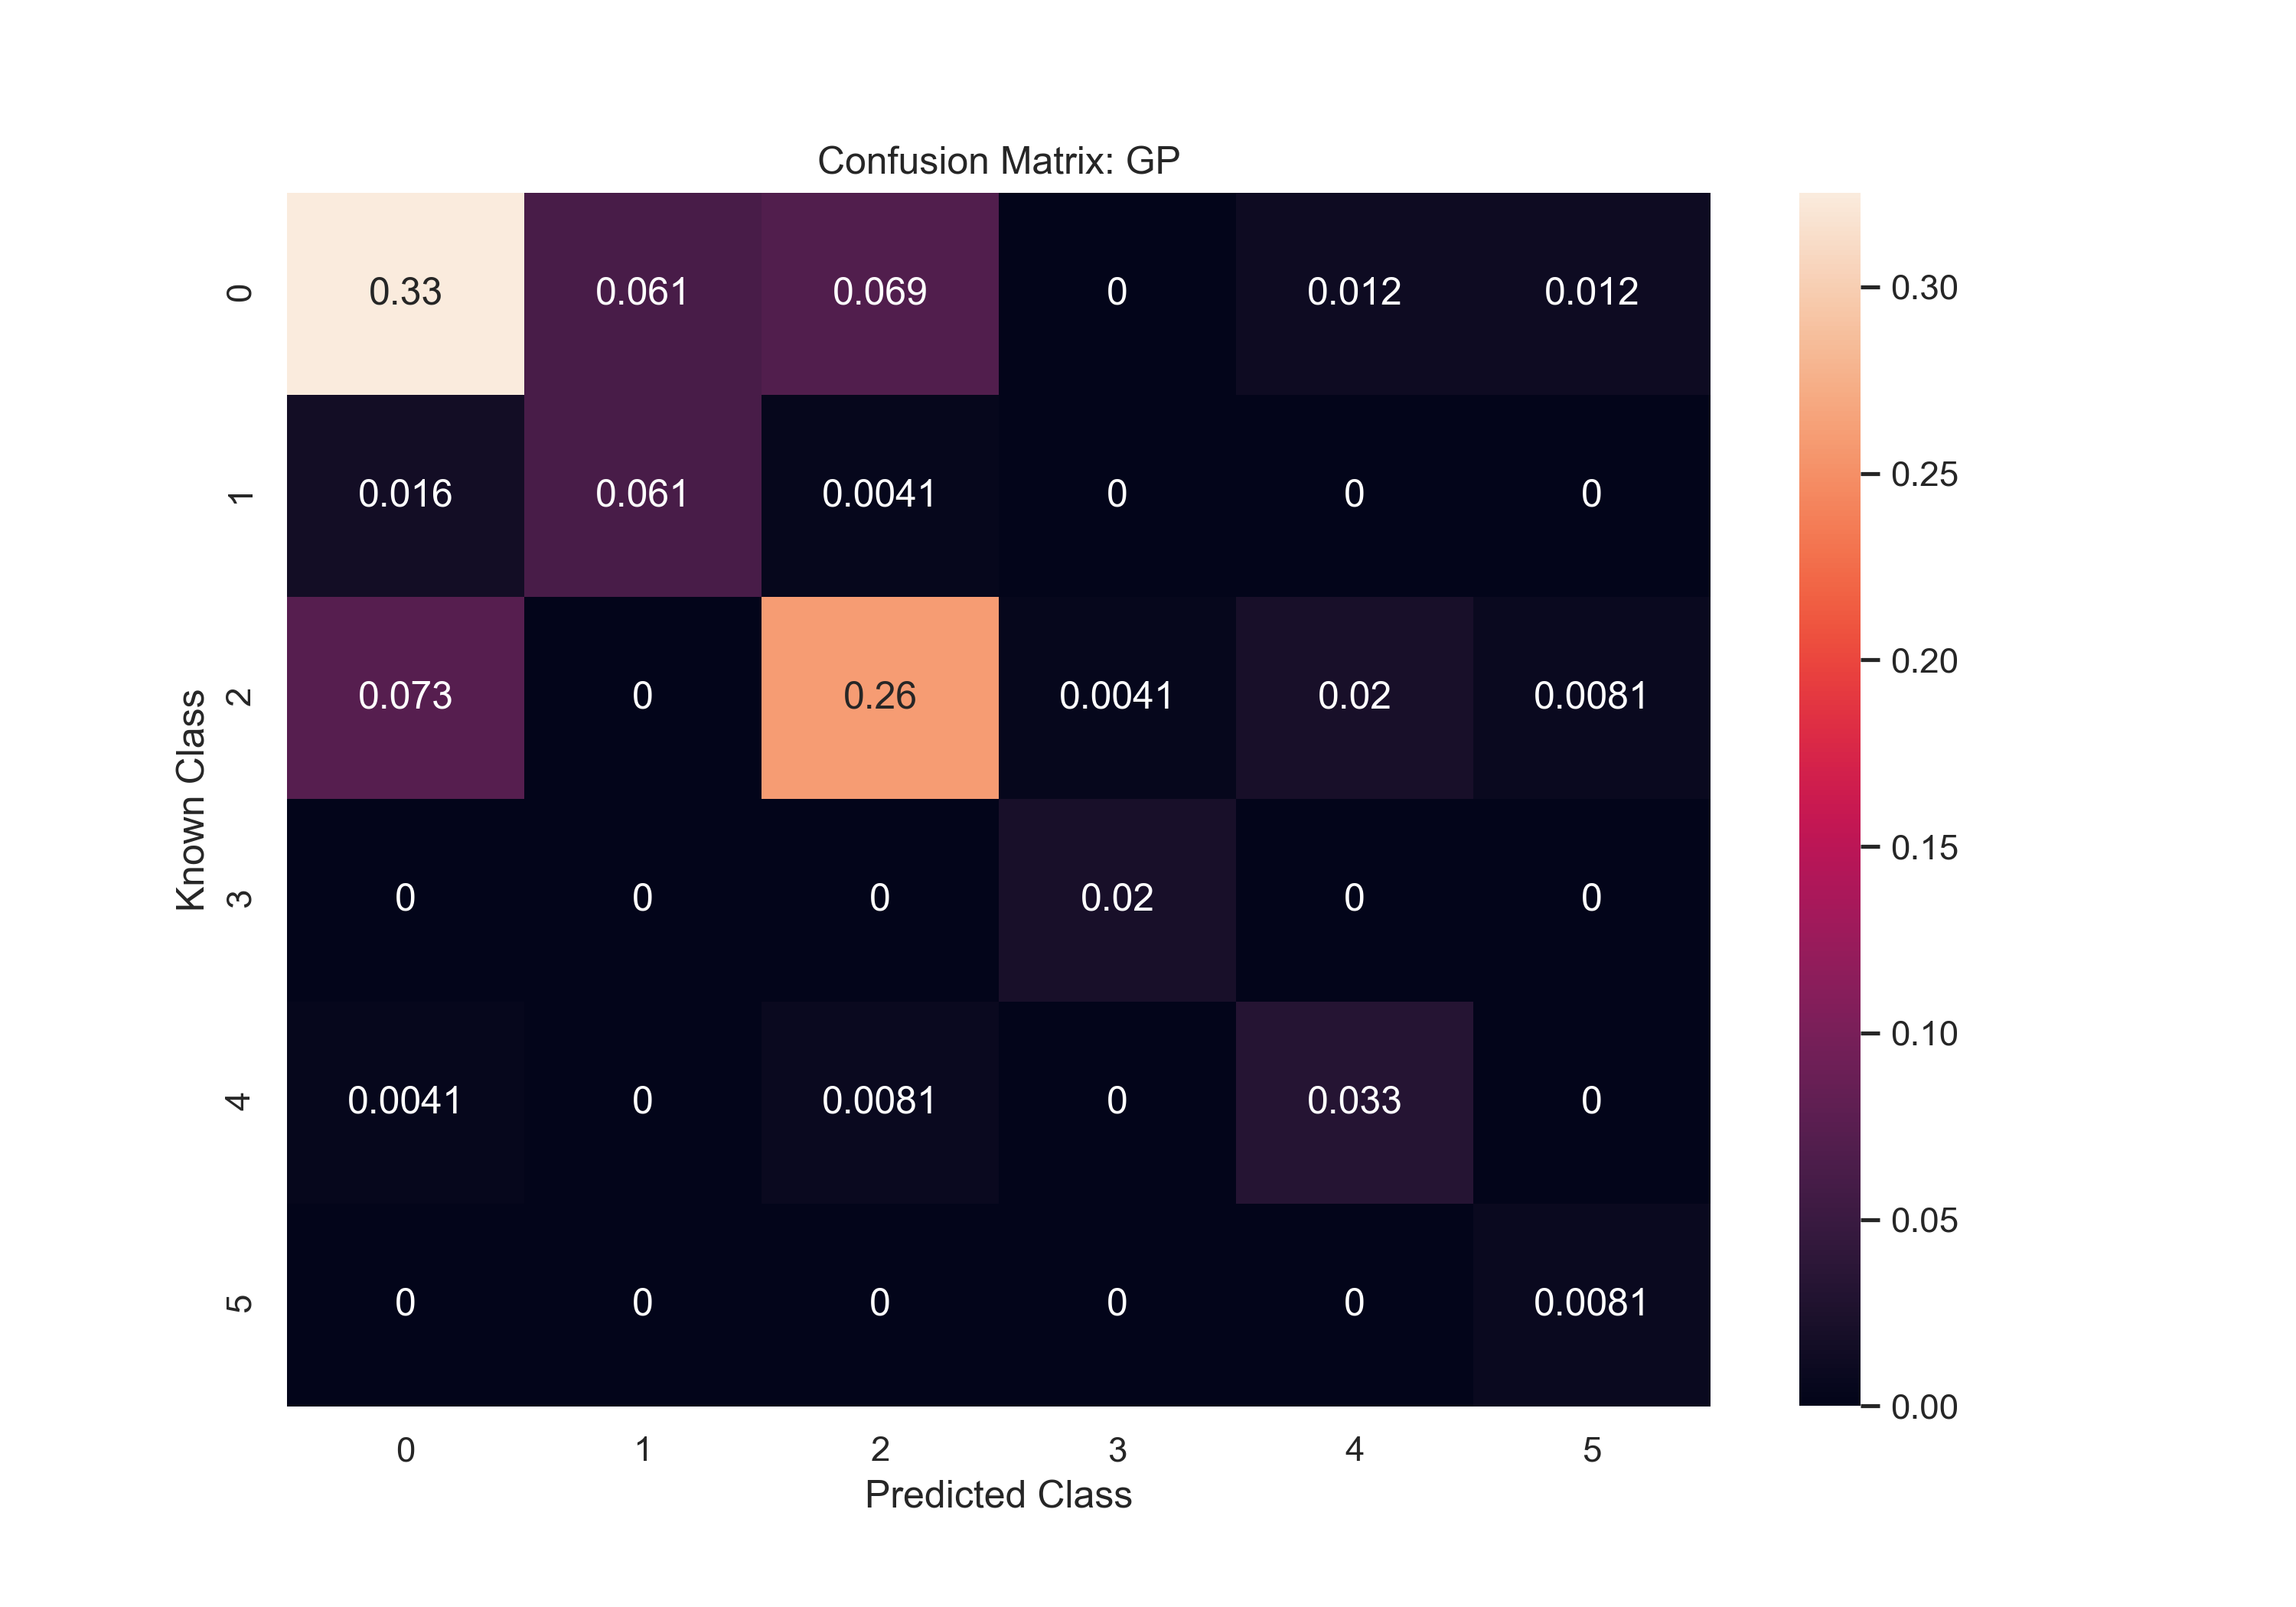 Confusion Matrix: GP
0 0.33 0.061 0.069 0 0.012 0.012
1 0.016 0.061 0.0041 0 0 0
2 0.073 0 0.26 0.0041 0.02 0.0081
3 0 0 0 0.02 0 0
4 0.0041 0 0.0081 0 0.033 0
5 0 0 0 0 0 0.0081
0 1 2 3 4 5
Predicted Class
Known Class
0.30
0.25
0.20
0.15
0.10
0.05
0.00